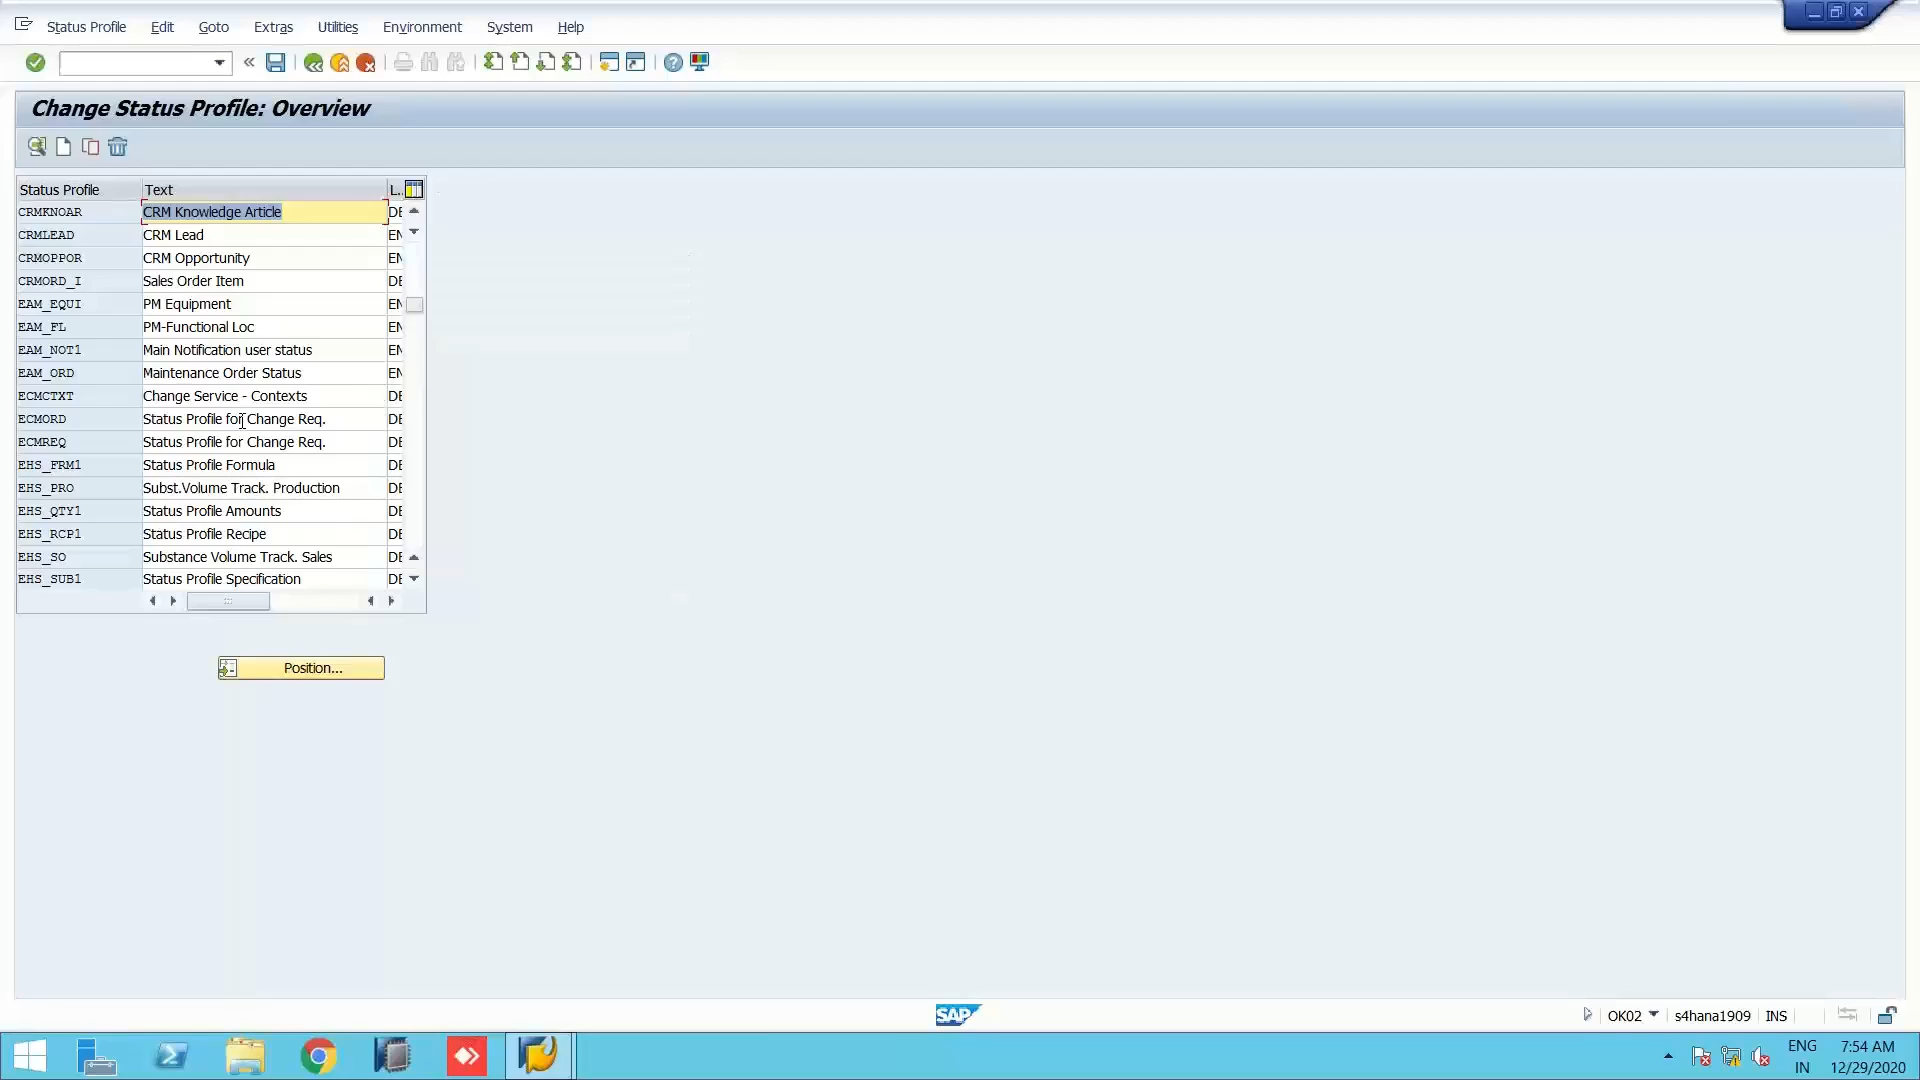 Status Profile Edit Goto Extras Utilities Environment System Help
Change Status Profile: Overview
Status Profile Text L..
CRMKNOAR CRM Knowledge Article DE
CRMLEAD CRM Lead EN
CRMOPPOR CRM Opportunity EN
CRMORD_I Sales Order Item DE
EAM_EQUI PM Equipment EN
EAM_FL PM-Functional Loc EN
EAM_NOT1 Main Notification user status EN
EAM_ORD Maintenance Order Status EN
ECMCTXT Change Service - Contexts DE
ECMORD Status Profile for Change Req. DE
ECMREQ Status Profile for Change Req. DE
EHS_FRM1 Status Profile Formula DE
EHS_PRO Subst.Volume Track. Production DE
EHS_QTY1 Status Profile Amounts DE
EHS_RCP1 Status Profile Recipe DE
EHS_SO Substance Volume Track. Sales DE
EHS_SUB1 Status Profile Specification DE
Position...
SAP
OK02 s4hana1909 INS
ENG 7:54 AM
IN 12/29/2020